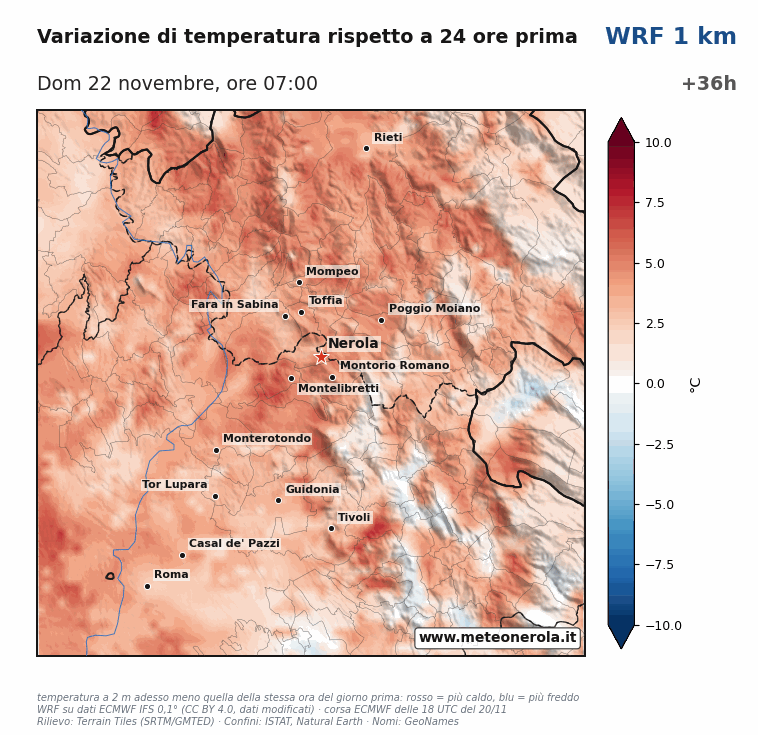 Variazione di temperatura rispetto a 24 ore prima WRF 1 km
Dom 22 novembre, ore 07:00 +36h
Rieti
Mompeo
Fara in Sabina
Toffia
Poggio Moiano
Nerola
Montorio Romano
Montelibretti
Monterotondo
Tor Lupara
Guidonia
Tivoli
Casal de' Pazzi
Roma
www.meteonerola.it
10.0
7.5
5.0
2.5
0.0
−2.5
−5.0
−7.5
−10.0
°C
temperatura a 2 m adesso meno quella della stessa ora del giorno prima: rosso = più caldo, blu = più freddo
WRF su dati ECMWF IFS 0,1° (CC BY 4.0, dati modificati) · corsa ECMWF delle 18 UTC del 20/11
Rilievo: Terrain Tiles (SRTM/GMTED) · Confini: ISTAT, Natural Earth · Nomi: GeoNames